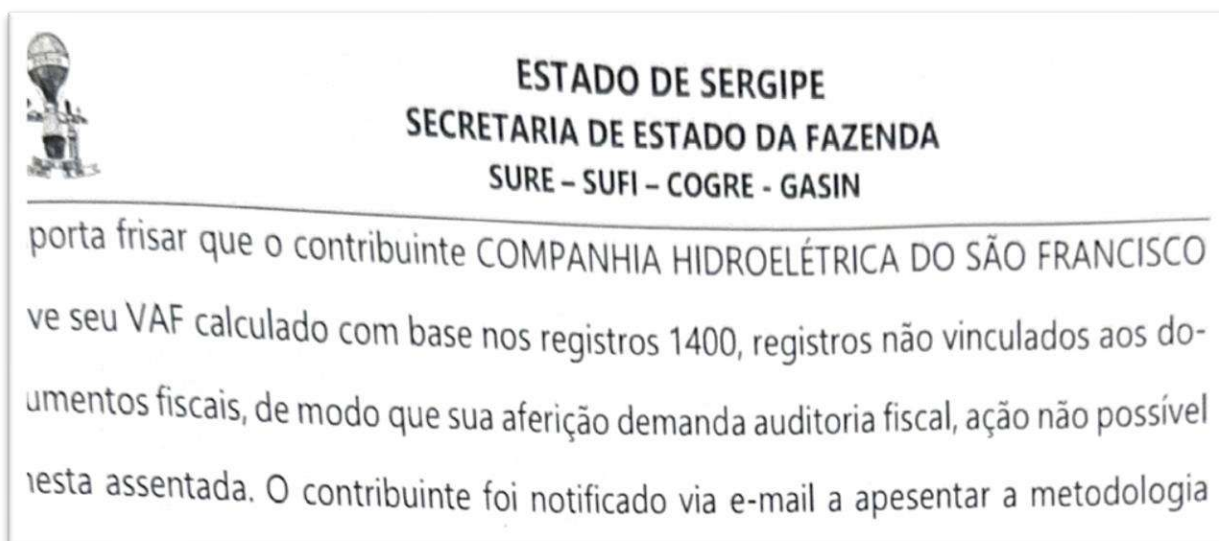 ESTADO DE SERGIPE
SECRETARIA DE ESTADO DA FAZENDA
SURE – SUFI – COGRE - GASIN
porta frisar que o contribuinte COMPANHIA HIDROELÉTRICA DO SÃO FRANCISCO
ve seu VAF calculado com base nos registros 1400, registros não vinculados aos do-
umentos fiscais, de modo que sua aferição demanda auditoria fiscal, ação não possível
nesta assentada. O contribuinte foi notificado via e-mail a apesentar a metodologia